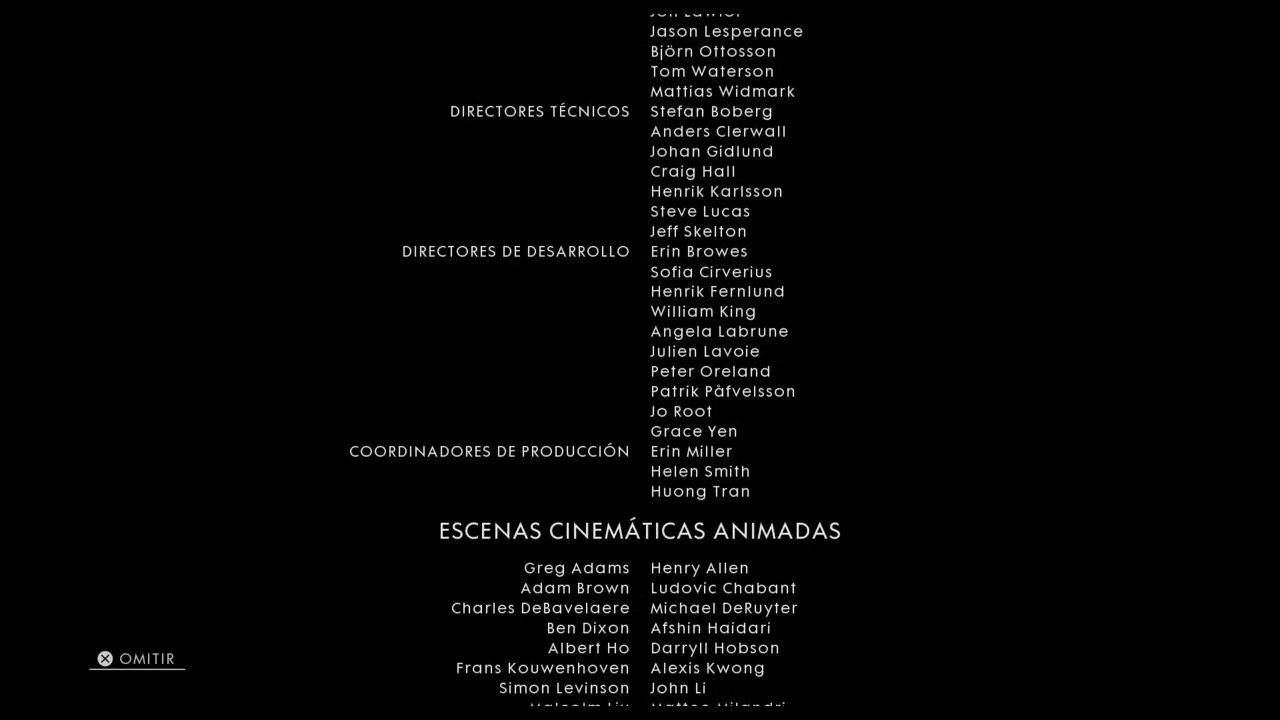 Jason Lesperance
Björn Ottosson
Tom Waterson
Mattias Widmark
DIRECTORES TÉCNICOS Stefan Boberg
Anders Clerwall
Johan Gidlund
Craig Hall
Henrik Karlsson
Steve Lucas
Jeff Skelton
DIRECTORES DE DESARROLLO Erin Browes
Sofia Cirverius
Henrik Fernlund
William King
Angela Labrune
Julien Lavoie
Peter Oreland
Patrik Påfvelsson
Jo Root
Grace Yen
COORDINADORES DE PRODUCCIÓN Erin Miller
Helen Smith
Huong Tran
ESCENAS CINEMÁTICAS ANIMADAS
Greg Adams Henry Allen
Adam Brown Ludovic Chabant
Charles DeBavelaere Michael DeRuyter
Ben Dixon Afshin Haidari
Albert Ho Darryll Hobson
Frans Kouwenhoven Alexis Kwong
Simon Levinson John Li
OMITIR